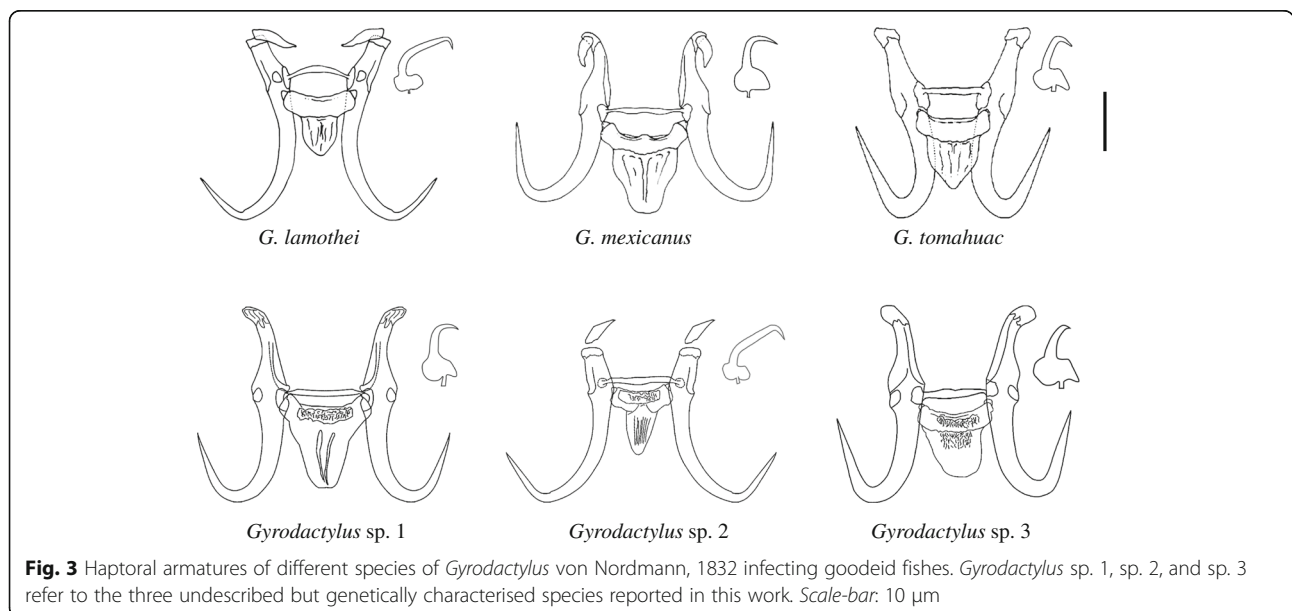 G. lamothei
G. mexicanus
G. tomahuac
Gyrodactylus sp. 1
Gyrodactylus sp. 2
Gyrodactylus sp. 3
Fig. 3 Haptoral armatures of different species of Gyrodactylus von Nordmann, 1832 infecting goodeid fishes. Gyrodactylus sp. 1, sp. 2, and sp. 3
refer to the three undescribed but genetically characterised species reported in this work. Scale-bar: 10 μm